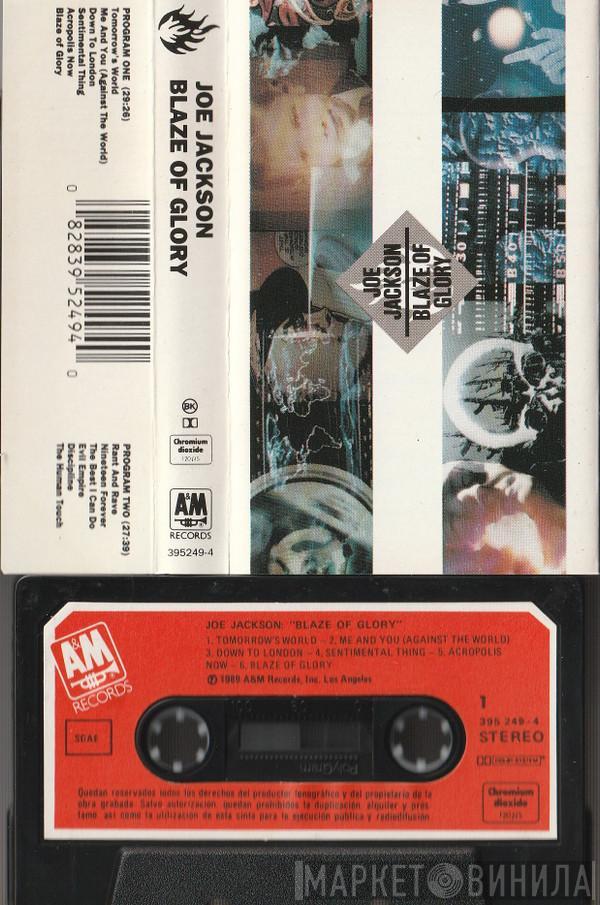 PROGRAM ONE (29:26)
Tomorrow's World
Me And You (Against The World)
Down To London
Sentimental Thing
Acropolis Now
Blaze of Glory
0 82839 52494 0
PROGRAM TWO (27:39)
Rant And Rave
Nineteen Forever
The Best I Can Do
Evil Empire
Discipline
The Human Touch
JOE JACKSON
BLAZE OF GLORY
BK
Chromium
dioxide
120µS
A&M
RECORDS
395249-4
JOE
JACKSON
BLAZE OF
GLORY
A&M
RECORDS
JOE JACKSON: "BLAZE OF GLORY"
1. TOMORROW'S WORLD – 2. ME AND YOU (AGAINST THE WORLD)
3. DOWN TO LONDON – 4. SENTIMENTAL THING – 5. ACROPOLIS
NOW – 6. BLAZE OF GLORY
℗ 1989 A&M Records, Inc. Los Angeles
1
395 249-4
STEREO
DOLBY SYSTEM
SGAE
100 50
PolyGram
Chromium
dioxide
120µS
Quedan reservados todos los derechos del productor fonográfico y del propietario de la
obra grabada. Salvo autorización, quedan prohibidos la duplicación, alquiler y prés
tamo, así como la utilización de esta cinta para la ejecución pública y radiodifusión
МАРКЕТ ВИНИЛА